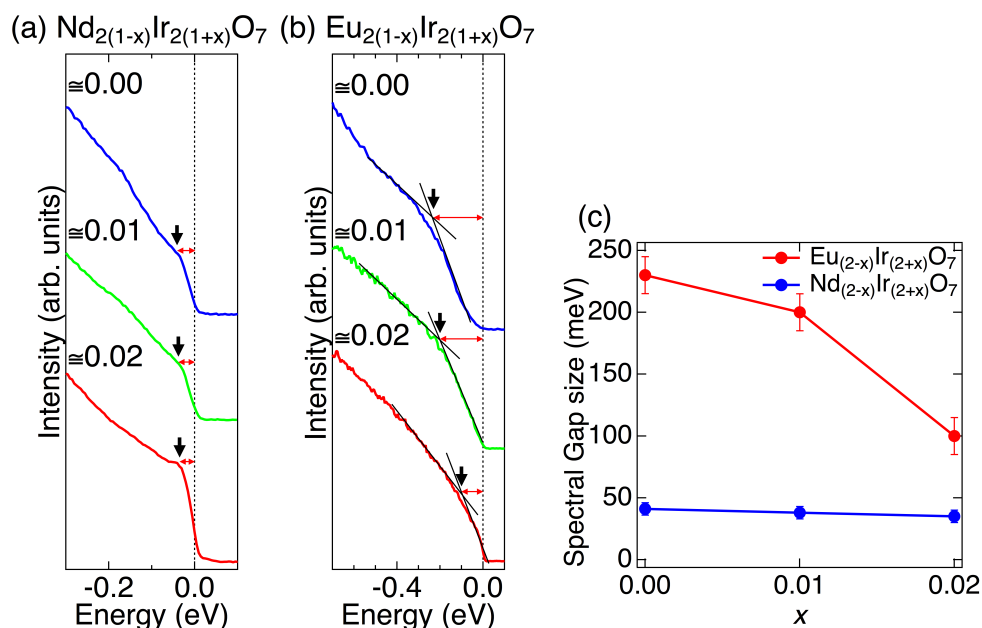 (a) Nd2(1-x)Ir2(1+x)O7
≅0.00
≅0.01
≅0.02
Intensity (arb. units)
-0.2 0.0
Energy (eV)
(b) Eu2(1-x)Ir2(1+x)O7
≅0.00
≅0.01
≅0.02
Intensity (arb. units)
-0.4 0.0
Energy (eV)
(c)
Eu(2-x)Ir(2+x)O7
Nd(2-x)Ir(2+x)O7
Spectral Gap size (meV)
250
200
150
100
50
0
0.00 0.01 0.02
x